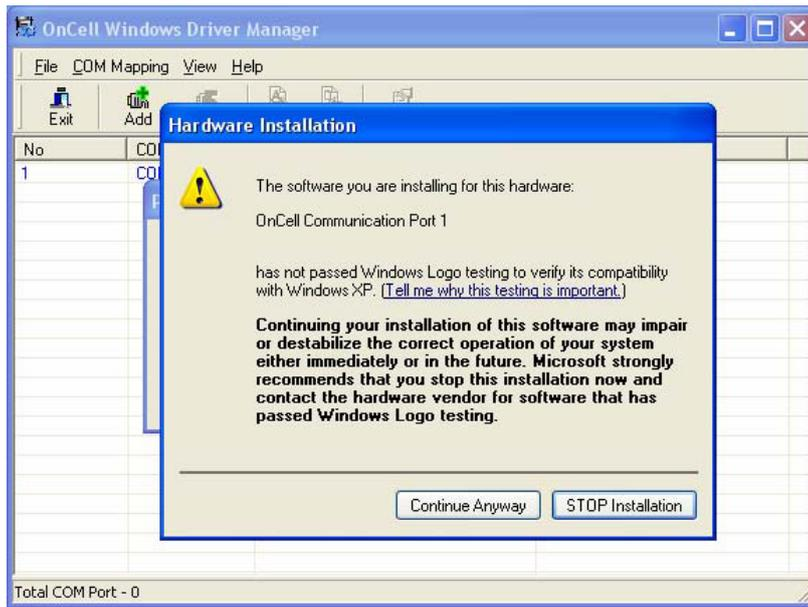 OnCell Windows Driver Manager
File COM Mapping View Help
Exit Add
Hardware Installation
No
1
The software you are installing for this hardware:
OnCell Communication Port 1
has not passed Windows Logo testing to verify its compatibility
with Windows XP. (Tell me why this testing is important.)
Continuing your installation of this software may impair
or destabilize the correct operation of your system
either immediately or in the future. Microsoft strongly
recommends that you stop this installation now and
contact the hardware vendor for software that has
passed Windows Logo testing.
Continue Anyway STOP Installation
Total COM Port - 0